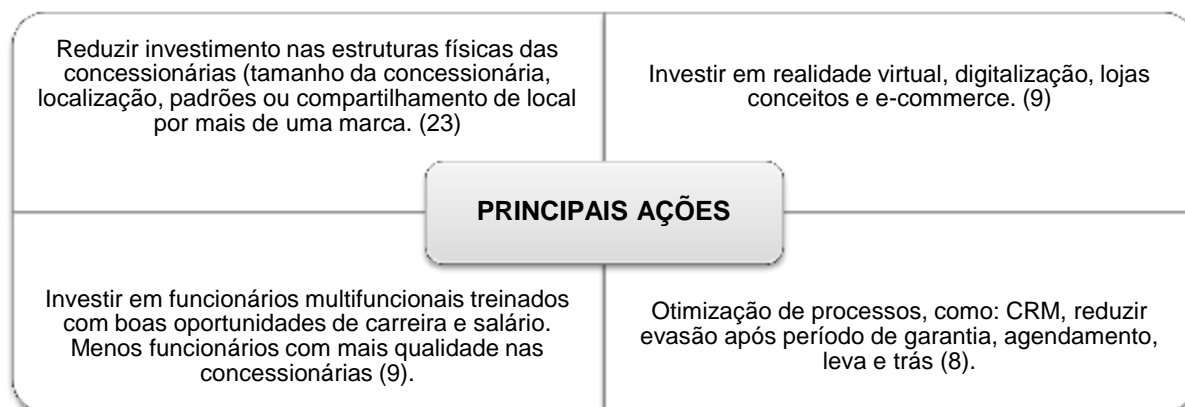 Reduzir investimento nas estruturas físicas das
concessionárias (tamanho da concessionária,
localização, padrões ou compartilhamento de local
por mais de uma marca. (23)
Investir em realidade virtual, digitalização, lojas
conceitos e e-commerce. (9)
PRINCIPAIS AÇÕES
Investir em funcionários multifuncionais treinados
com boas oportunidades de carreira e salário.
Menos funcionários com mais qualidade nas
concessionárias (9).
Otimização de processos, como: CRM, reduzir
evasão após período de garantia, agendamento,
leva e trás (8).